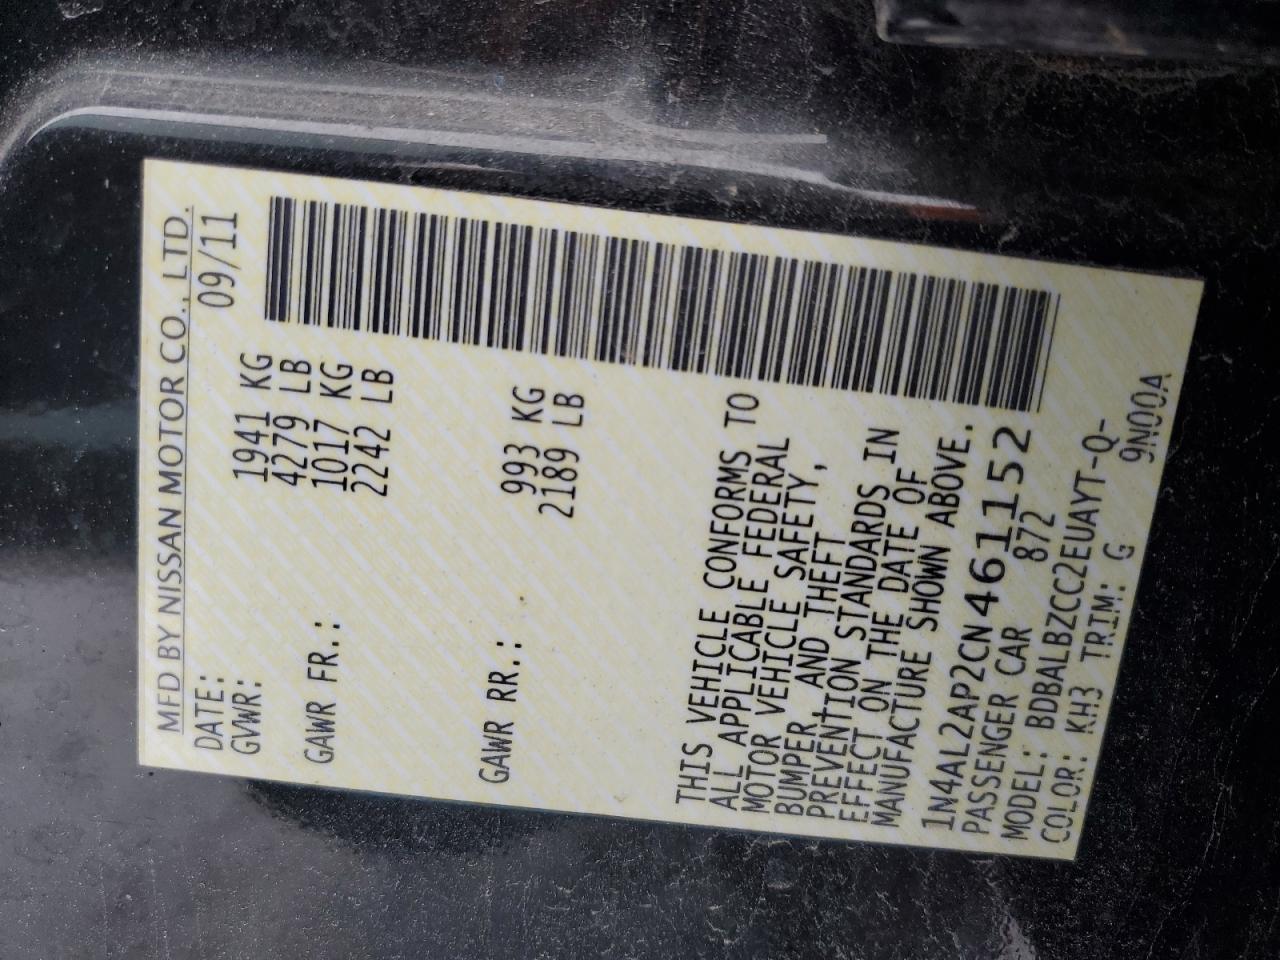 MFD BY NISSAN MOTOR CO., LTD.
DATE: 09/11
GVWR: 1941 KG
4279 LB
GAWR FR.: 1017 KG
2242 LB
GAWR RR.: 993 KG
2189 LB
THIS VEHICLE CONFORMS TO
ALL APPLICABLE FEDERAL
MOTOR VEHICLE SAFETY,
BUMPER, AND THEFT
PREVENTION STANDARDS IN
EFFECT ON THE DATE OF
MANUFACTURE SHOWN ABOVE.
1N4AL2AP2CN461152
PASSENGER CAR 872
MODEL: BDBALBZCC2EUAYT-Q-
COLOR: KH3 TRIM: G 9N00A